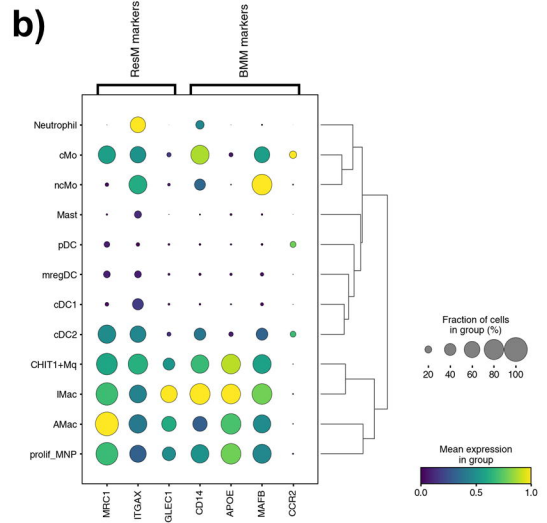 b)
ResM markers
BMM markers
Neutrophil
cMo
ncMo
Mast
pDC
mregDC
cDC1
cDC2
CHIT1+Mq
IMac
AMac
prolif_MNP
MRC1
ITGAX
GLEC1
CD14
APOE
MAFB
CCR2
Fraction of cells
in group (%)
20 40 60 80 100
Mean expression
in group
0.0 0.5 1.0